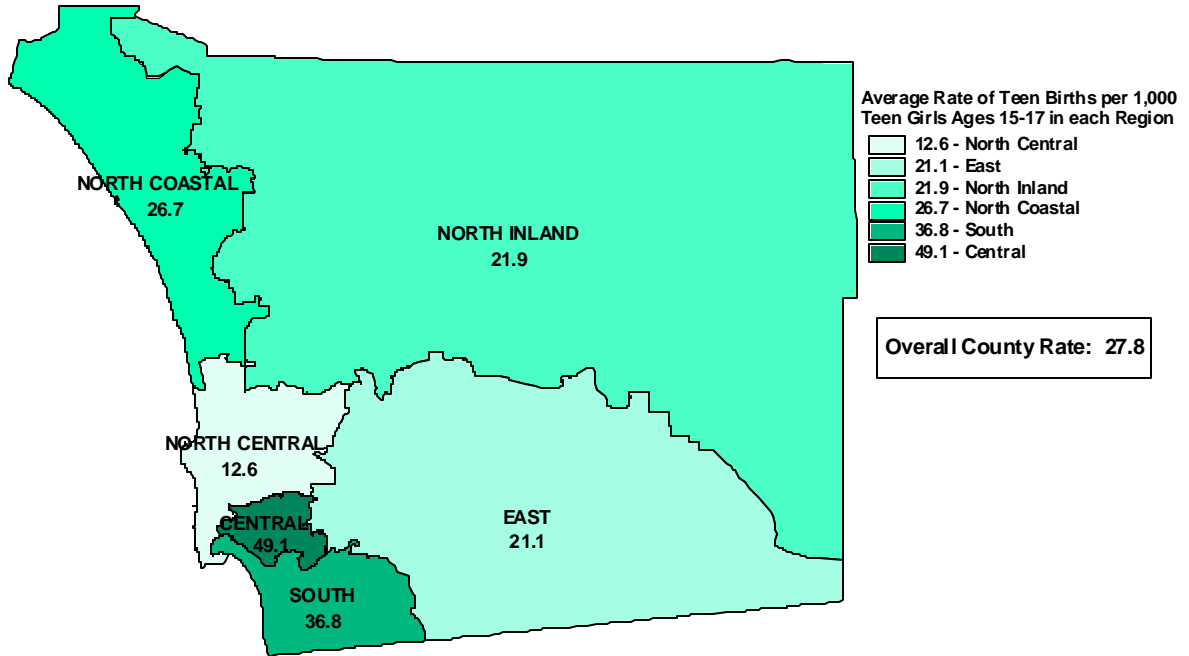 NORTH COASTAL
26.7
NORTH INLAND
21.9
NORTH CENTRAL
12.6
CENTRAL
49.1
EAST
21.1
SOUTH
36.8
Average Rate of Teen Births per 1,000
Teen Girls Ages 15-17 in each Region
12.6 - North Central
21.1 - East
21.9 - North Inland
26.7 - North Coastal
36.8 - South
49.1 - Central
Overall County Rate: 27.8